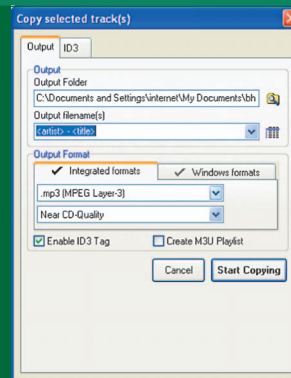 Copy selected track(s)
Output ID3
Output
Output Folder
C:\Documents and Settings\internet\My Documents\bh
Output filename(s)
<artist> - <title>
Output Format
Integrated formats Windows formats
.mp3 (MPEG Layer-3)
Near CD-Quality
Enable ID3 Tag Create M3U Playlist
Cancel Start Copying